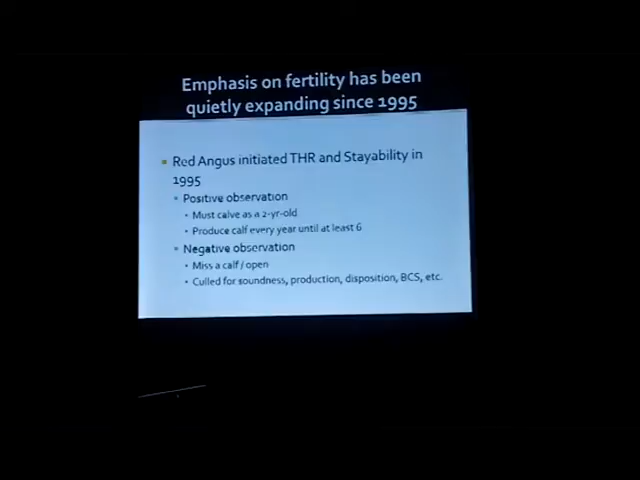 Emphasis on fertility has been
quietly expanding since 1995
Red Angus initiated THR and Stayability in
1995
Positive observation
Must calve as a 2-yr-old
Produce calf every year until at least 6
Negative observation
Miss a calf / open
Culled for soundness, production, disposition, BCS, etc.